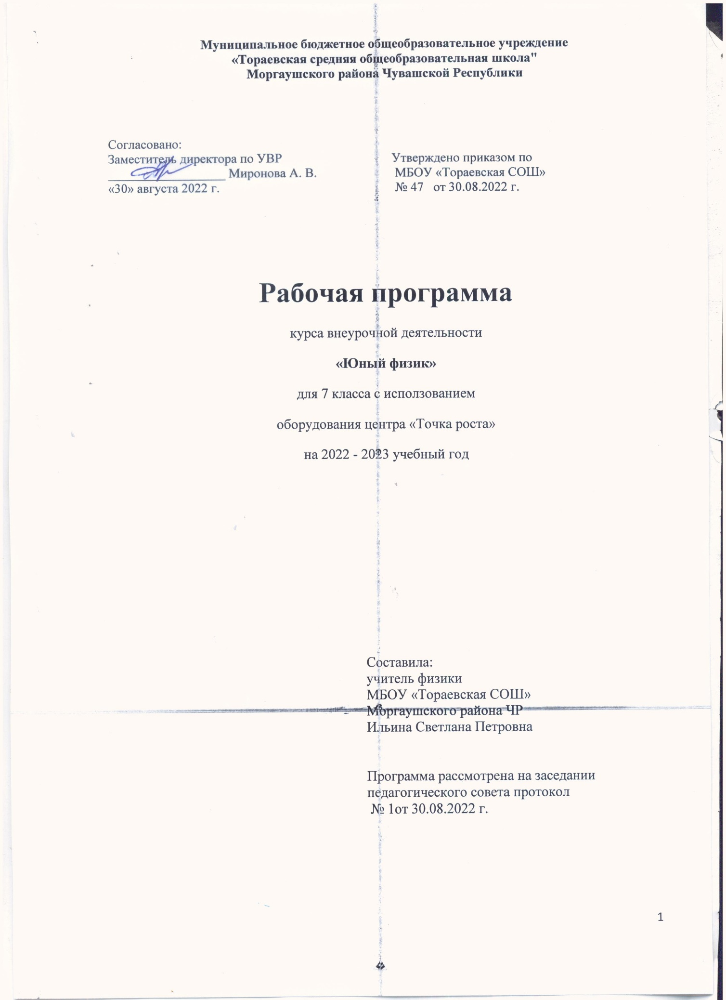 Муниципальное бюджетное общеобразовательное учреждение
«Тораевская средняя общеобразовательная школа"
Моргаушского района Чувашской Республики
Согласовано:
Заместитель директора по УВР
__________________ Миронова А. В.
«30» августа 2022 г.
Утверждено приказом по
МБОУ «Тораевская СОШ»
№ 47 от 30.08.2022 г.
Рабочая программа
курса внеурочной деятельности
«Юный физик»
для 7 класса с исползованием
оборудования центра «Точка роста»
на 2022 - 2023 учебный год
Составила:
учитель физики
МБОУ «Тораевская СОШ»
Моргаушского района ЧР
Ильина Светлана Петровна
Программа рассмотрена на заседании
педагогического совета протокол
№ 1от 30.08.2022 г.
1